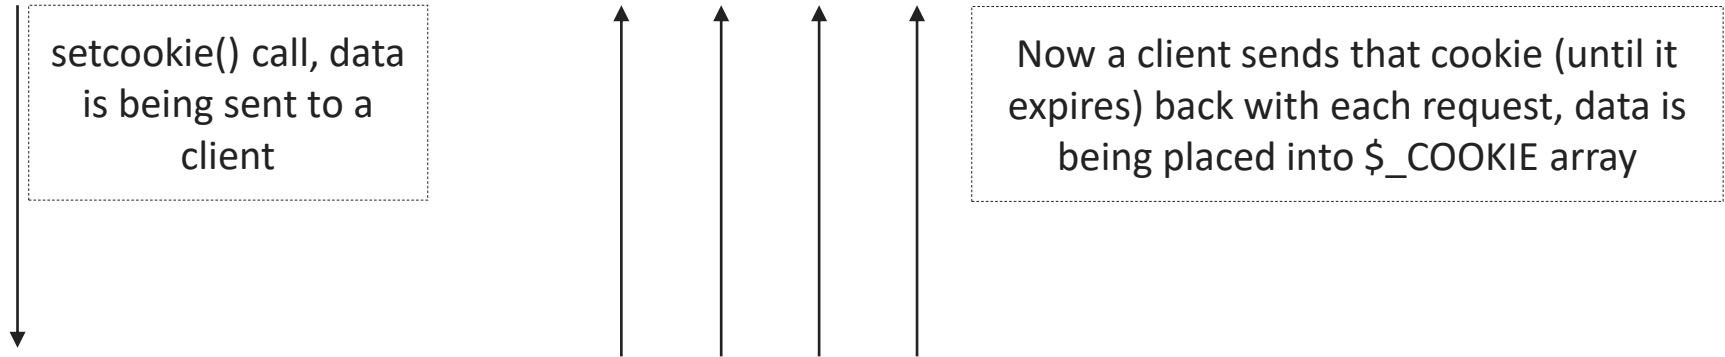 setcookie() call, data
is being sent to a
client
Now a client sends that cookie (until it
expires) back with each request, data is
being placed into $_COOKIE array